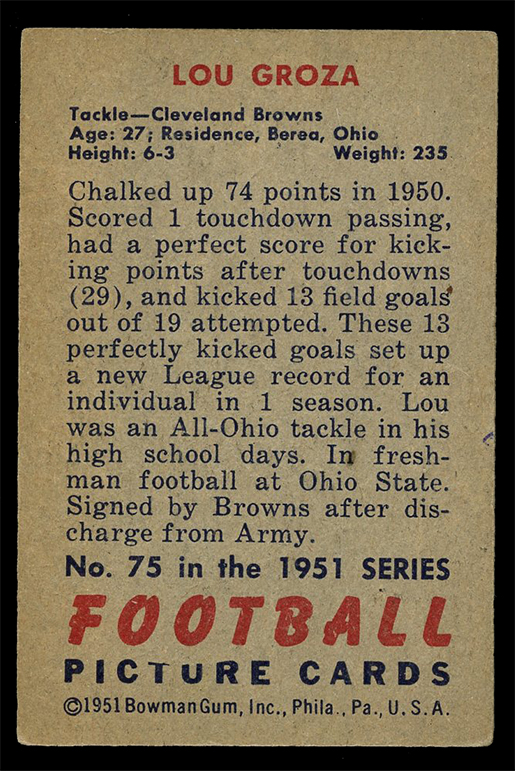 LOU GROZA
Tackle—Cleveland Browns
Age: 27; Residence, Berea, Ohio
Height: 6-3 Weight: 235
Chalked up 74 points in 1950.
Scored 1 touchdown passing,
had a perfect score for kick-
ing points after touchdowns
(29), and kicked 13 field goals
out of 19 attempted. These 13
perfectly kicked goals set up
a new League record for an
individual in 1 season. Lou
was an All-Ohio tackle in his
high school days. In fresh-
man football at Ohio State.
Signed by Browns after dis-
charge from Army.
No. 75 in the 1951 SERIES
FOOTBALL
PICTURE CARDS
©1951 Bowman Gum, Inc., Phila., Pa., U. S. A.